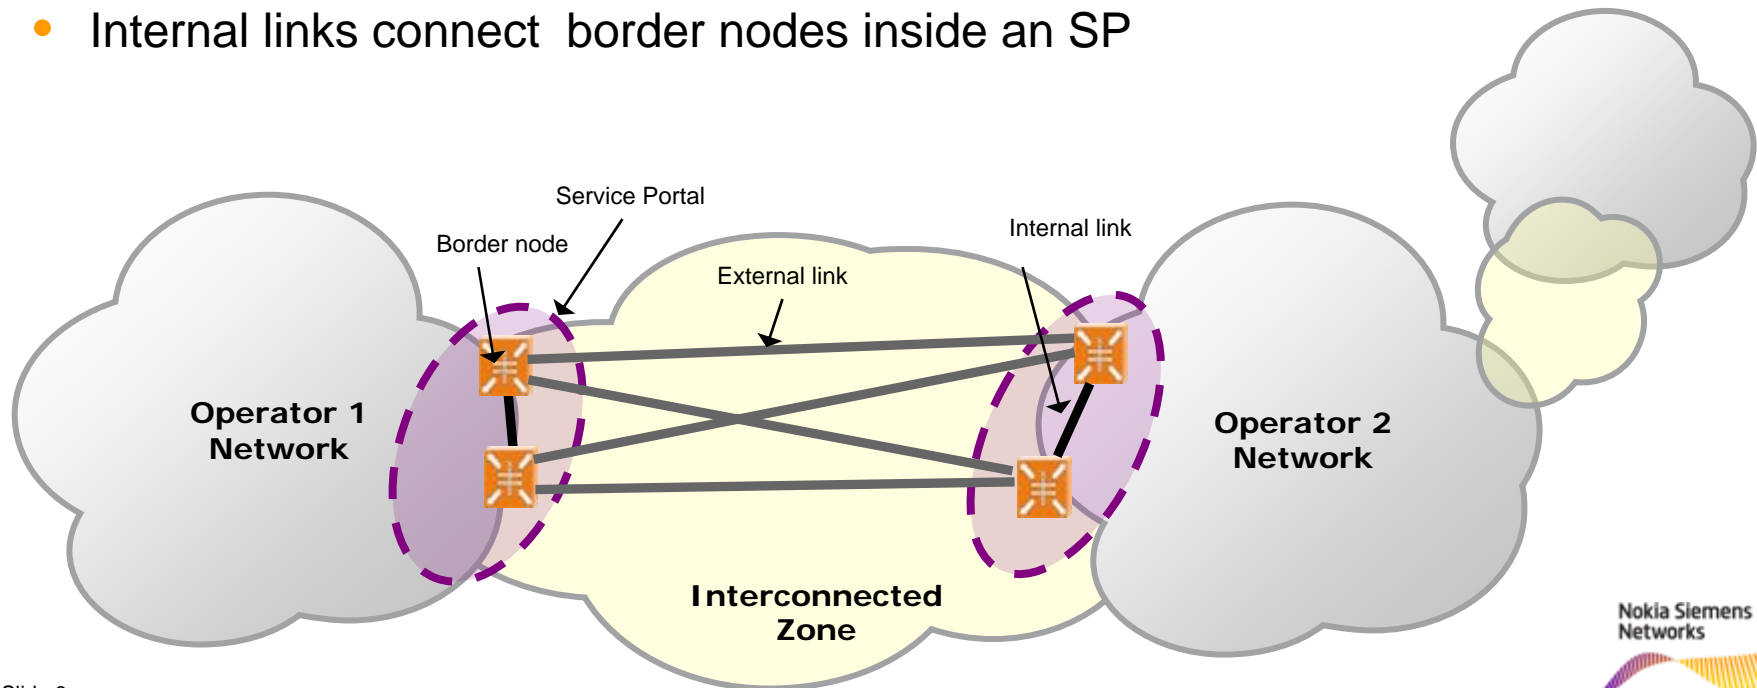 • Internal links connect border nodes inside an SP
Service Portal
Border node
Internal link
External link
Operator 1
Network
Operator 2
Network
Interconnected
Zone
Nokia Siemens
Networks